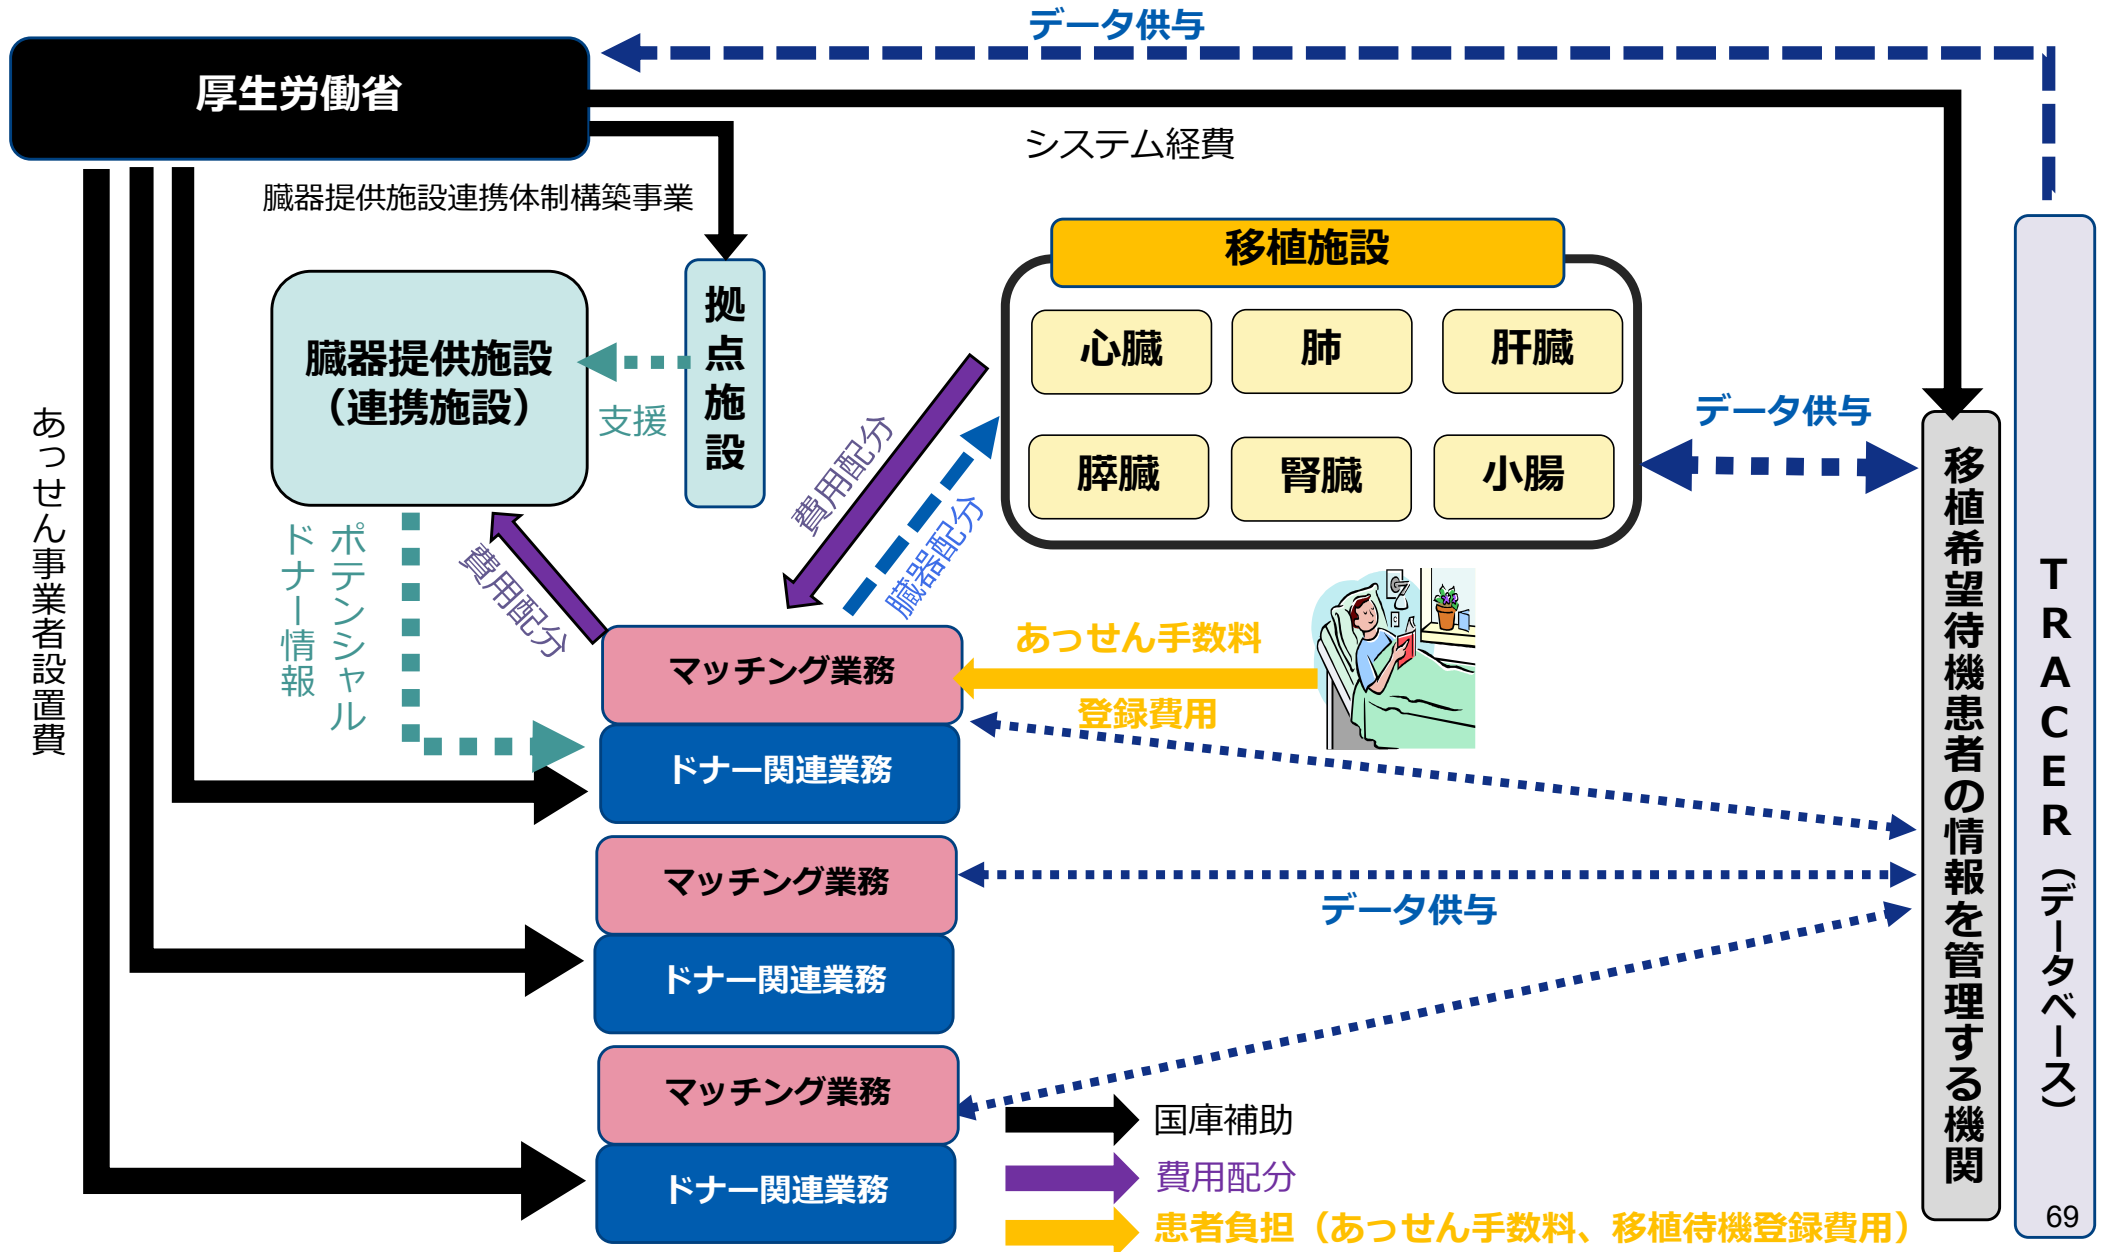 データ供与
厚生労働省
システム経費
臓器提供施設連携体制構築事業
移植施設
心臓
肺
肝臓
膵臓
腎臓
小腸
拠点施設
臓器提供施設
（連携施設）
支援
データ供与
費用配分
臓器配分
費用配分
ポテンシャル
ドナー情報
あっせん事業者設置費
マッチング業務
ドナー関連業務
あっせん手数料
登録費用
マッチング業務
ドナー関連業務
データ供与
マッチング業務
ドナー関連業務
移植希望待機患者の情報を管理する機関
TRACER（データベース）
国庫補助
費用配分
患者負担（あっせん手数料、移植待機登録費用）
69